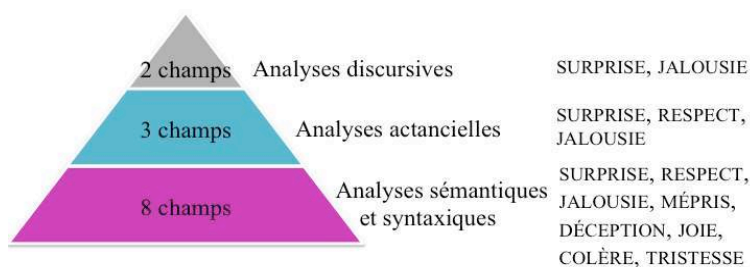 2 champs Analyses discursives SURPRISE, JALOUSIE
3 champs Analyses actancielles SURPRISE, RESPECT,
JALOUSIE
8 champs Analyses sémantiques
et syntaxiques SURPRISE, RESPECT,
JALOUSIE, MÉPRIS,
DÉCEPTION, JOIE,
COLÈRE, TRISTESSE